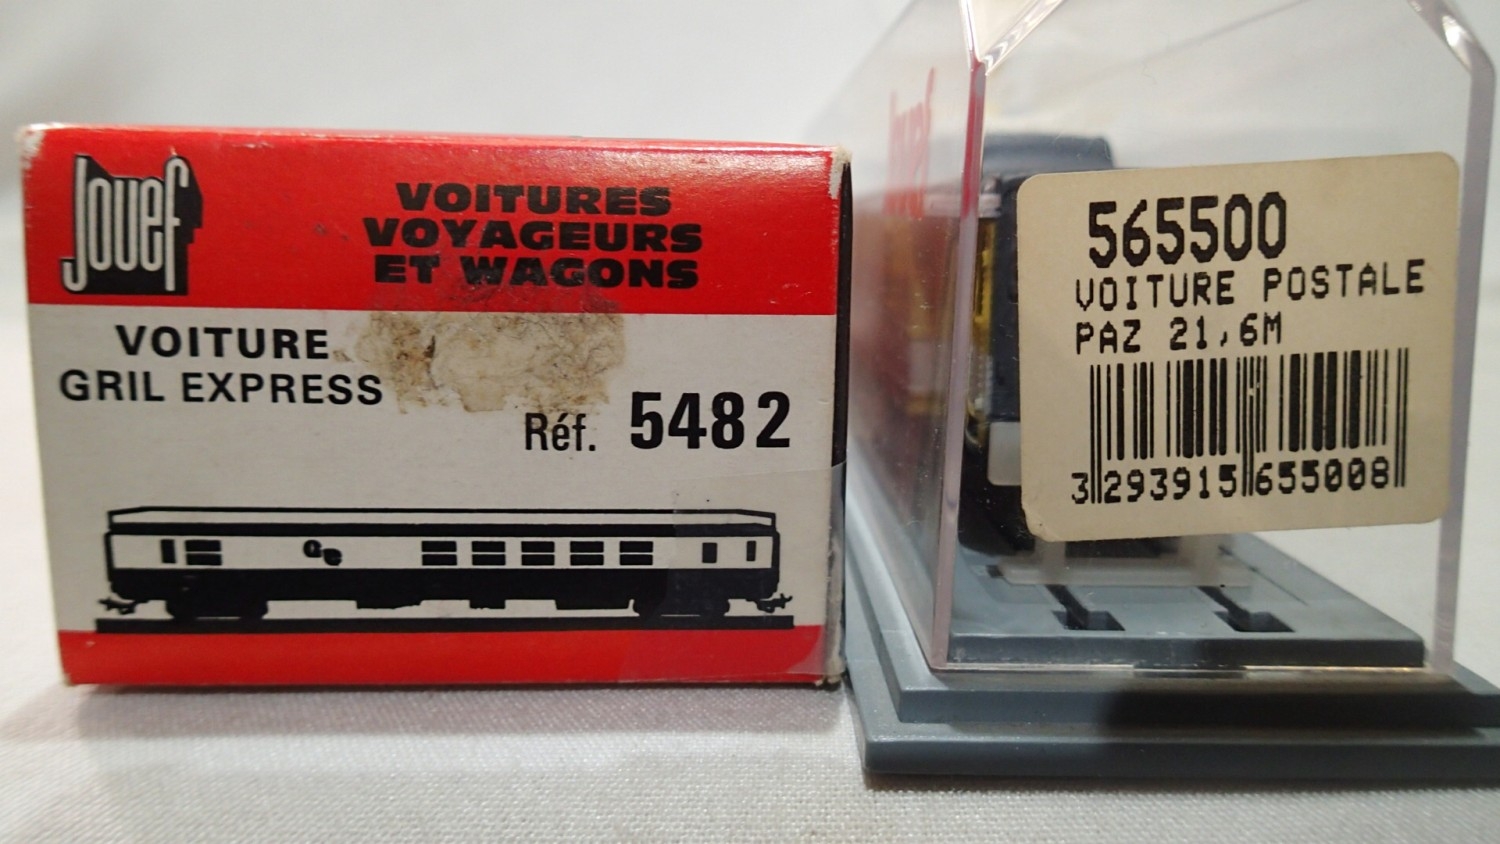 Jouef
VOITURES
VOYAGEURS
ET WAGONS
VOITURE
GRIL EXPRESS
Réf. 5482
Jouef
565500
VOITURE POSTALE
PAZ 21,6M
3 293915 655008